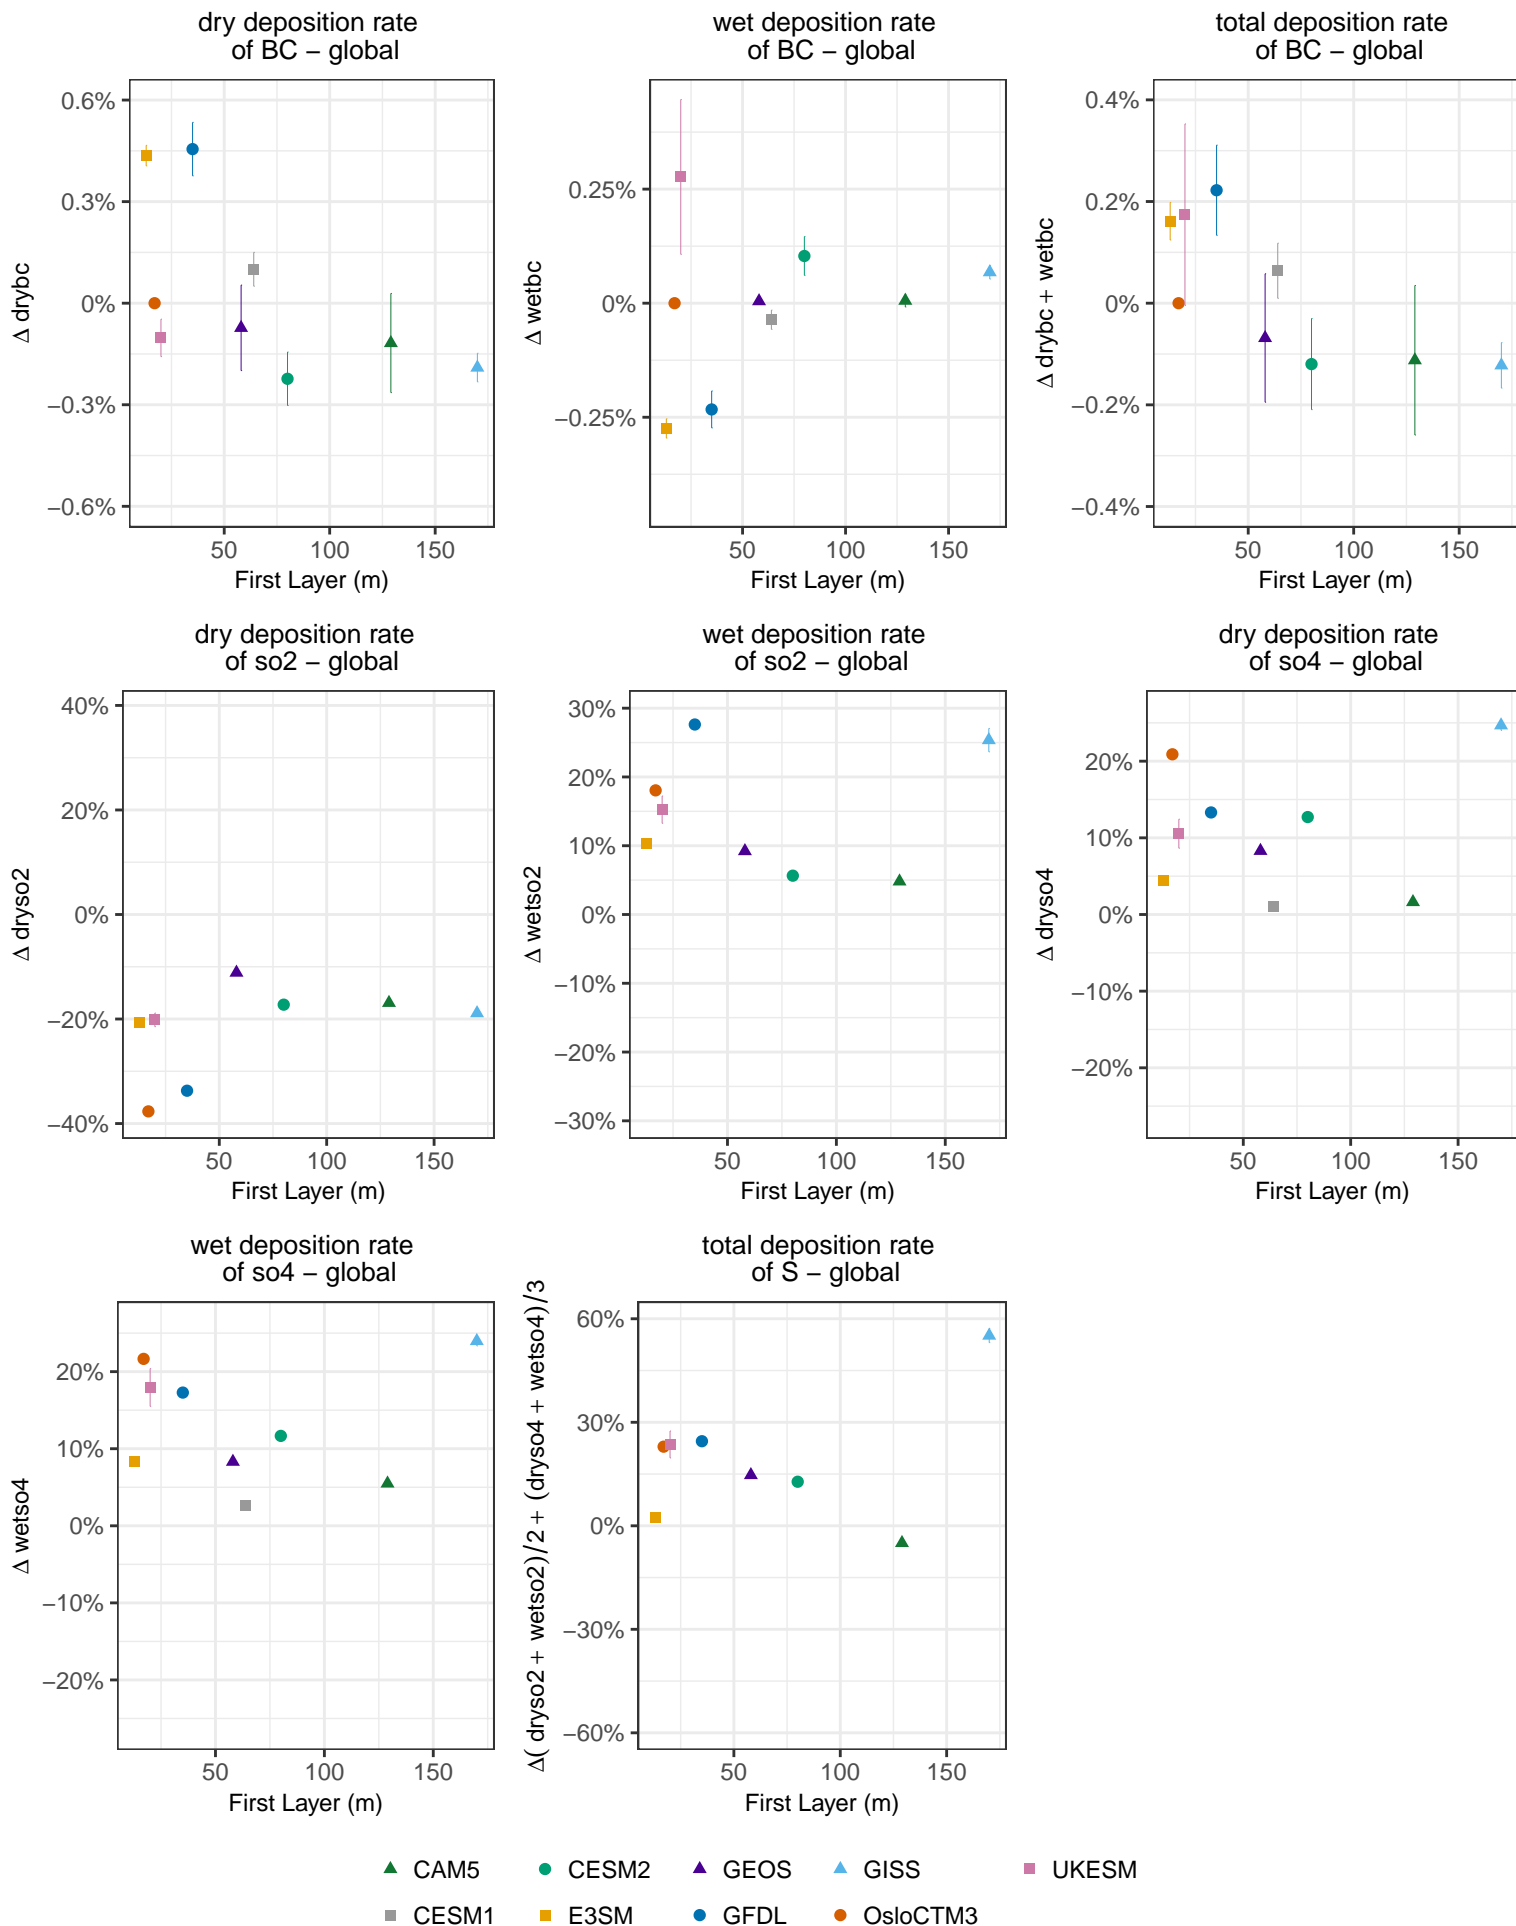 dry deposition rate
of BC – global
0.6%
0.3%
0%
−0.3%
−0.6%
Δ drybc
50 100 150
First Layer (m)
wet deposition rate
of BC – global
0.25%
0%
−0.25%
Δ wetbc
50 100 150
First Layer (m)
total deposition rate
of BC – global
0.4%
0.2%
0%
−0.2%
−0.4%
Δ drybc + wetbc
50 100 150
First Layer (m)
dry deposition rate
of so2 – global
40%
20%
0%
−20%
−40%
Δ dryso2
50 100 150
First Layer (m)
wet deposition rate
of so2 – global
30%
20%
10%
0%
−10%
−20%
−30%
Δ wetso2
50 100 150
First Layer (m)
dry deposition rate
of so4 – global
20%
10%
0%
−10%
−20%
Δ dryso4
50 100 150
First Layer (m)
wet deposition rate
of so4 – global
20%
10%
0%
−10%
−20%
Δ wetso4
50 100 150
First Layer (m)
total deposition rate
of S – global
60%
30%
0%
−30%
−60%
Δ( dryso2 + wetso2)/2 + (dryso4 + wetso4)/3
50 100 150
First Layer (m)
CAM5 CESM2 GEOS GISS UKESM
CESM1 E3SM GFDL OsloCTM3